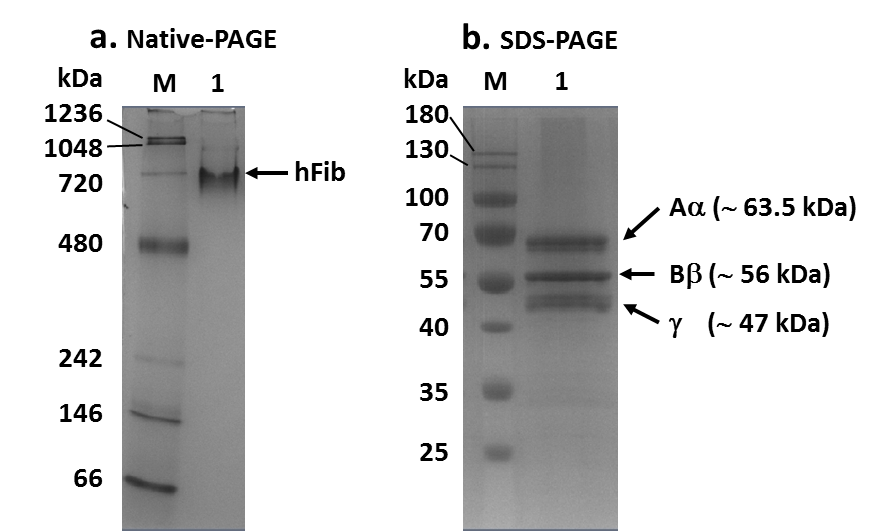 a. Native-PAGE
kDa M 1
1236
1048
720
480
242
146
66
hFib
b. SDS-PAGE
kDa M 1
180
130
100
70
55
40
35
25
Aα (~ 63.5 kDa)
Bβ (~ 56 kDa)
γ (~ 47 kDa)